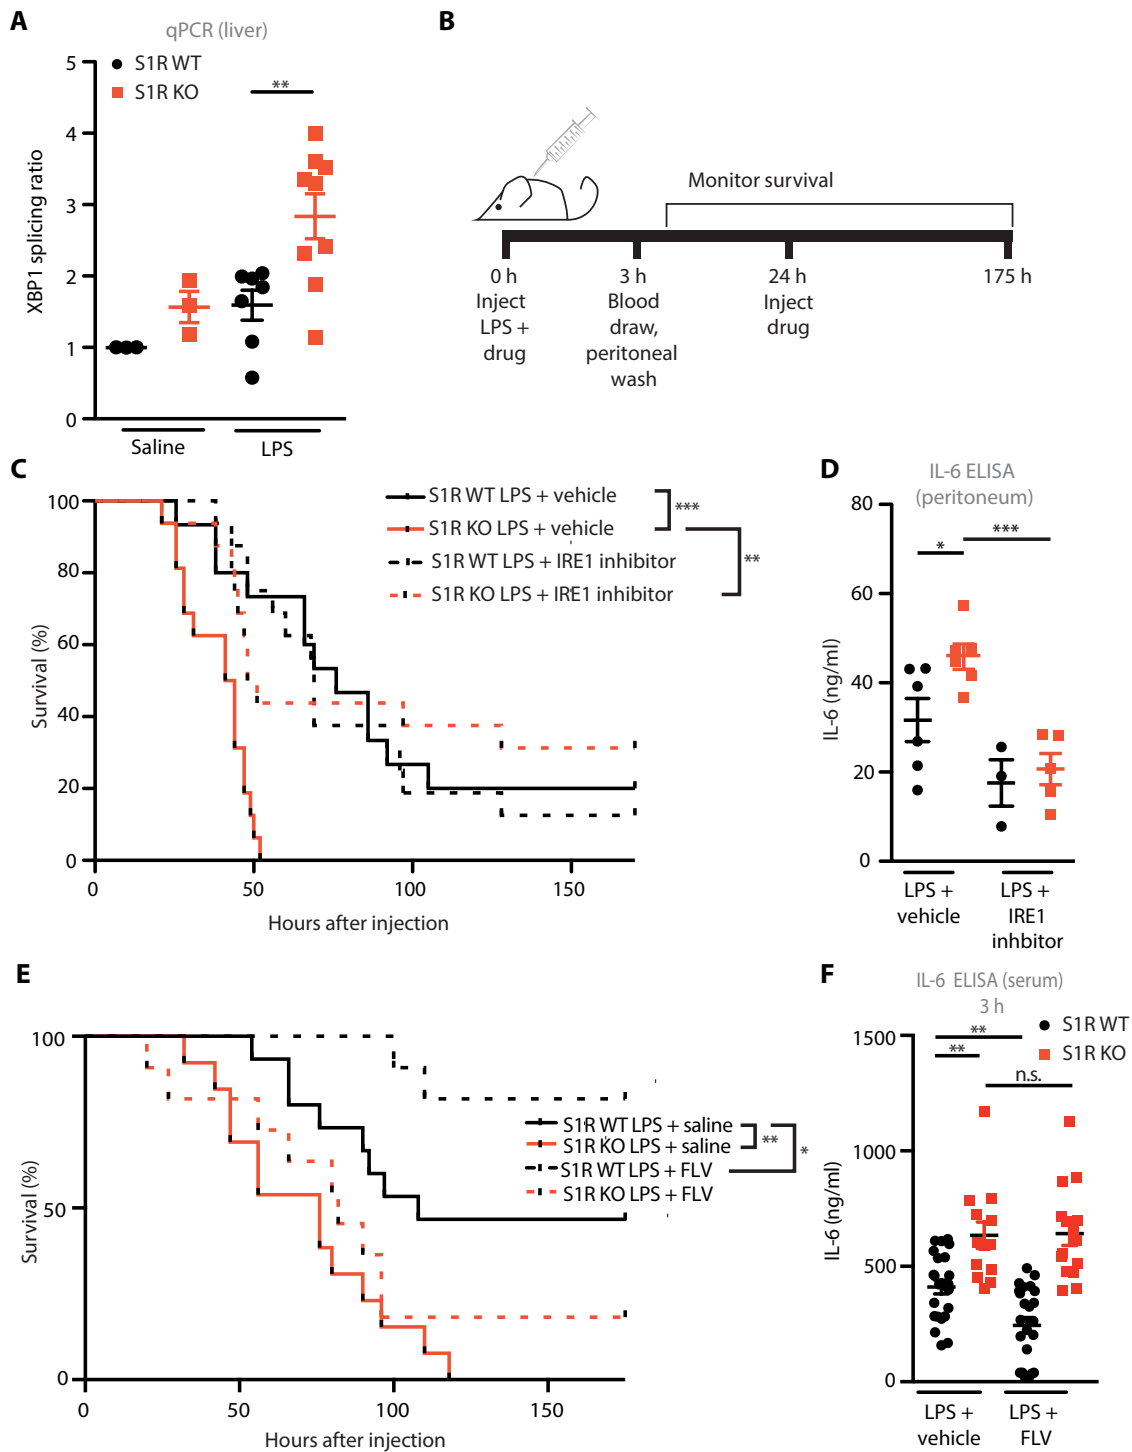 A
qPCR (liver)
S1R WT
S1R KO
**
XBP1 splicing ratio
5
4
3
2
1
0
Saline
LPS
B
Monitor survival
0 h
Inject
LPS +
drug
3 h
Blood
draw,
peritoneal
wash
24 h
Inject
drug
175 h
C
S1R WT LPS + vehicle
S1R KO LPS + vehicle
S1R WT LPS + IRE1 inhibitor
S1R KO LPS + IRE1 inhibitor
***
**
Survival (%)
100
80
60
40
20
0
0
50
100
150
Hours after injection
D
IL-6 ELISA
(peritoneum)
80
60
40
20
0
IL-6 (ng/ml)
*
***
LPS +
vehicle
LPS +
IRE1
inhbitor
E
100
50
0
Survival (%)
S1R WT LPS + saline
S1R KO LPS + saline
S1R WT LPS + FLV
S1R KO LPS + FLV
**
*
50
100
150
Hours after injection
F
IL-6 ELISA (serum)
3 h
S1R WT
S1R KO
**
**
n.s.
1500
1000
500
0
IL-6 (ng/ml)
LPS +
vehicle
LPS +
FLV